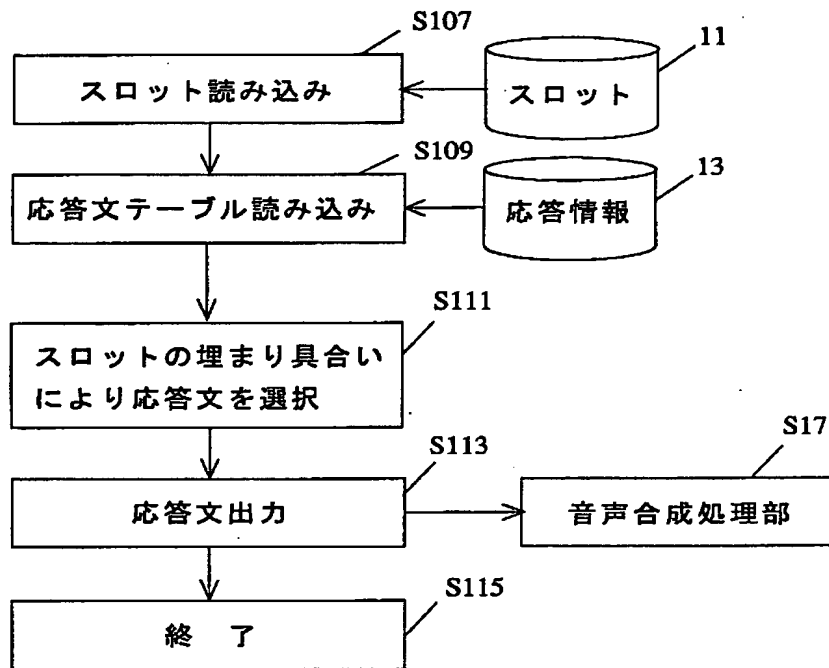 S107
11
スロット読み込み
スロット
S109
13
応答文テーブル読み込み
応答情報
S111
スロットの埋まり具合い
により応答文を選択
S113
S17
応答文出力
音声合成処理部
S115
終 了